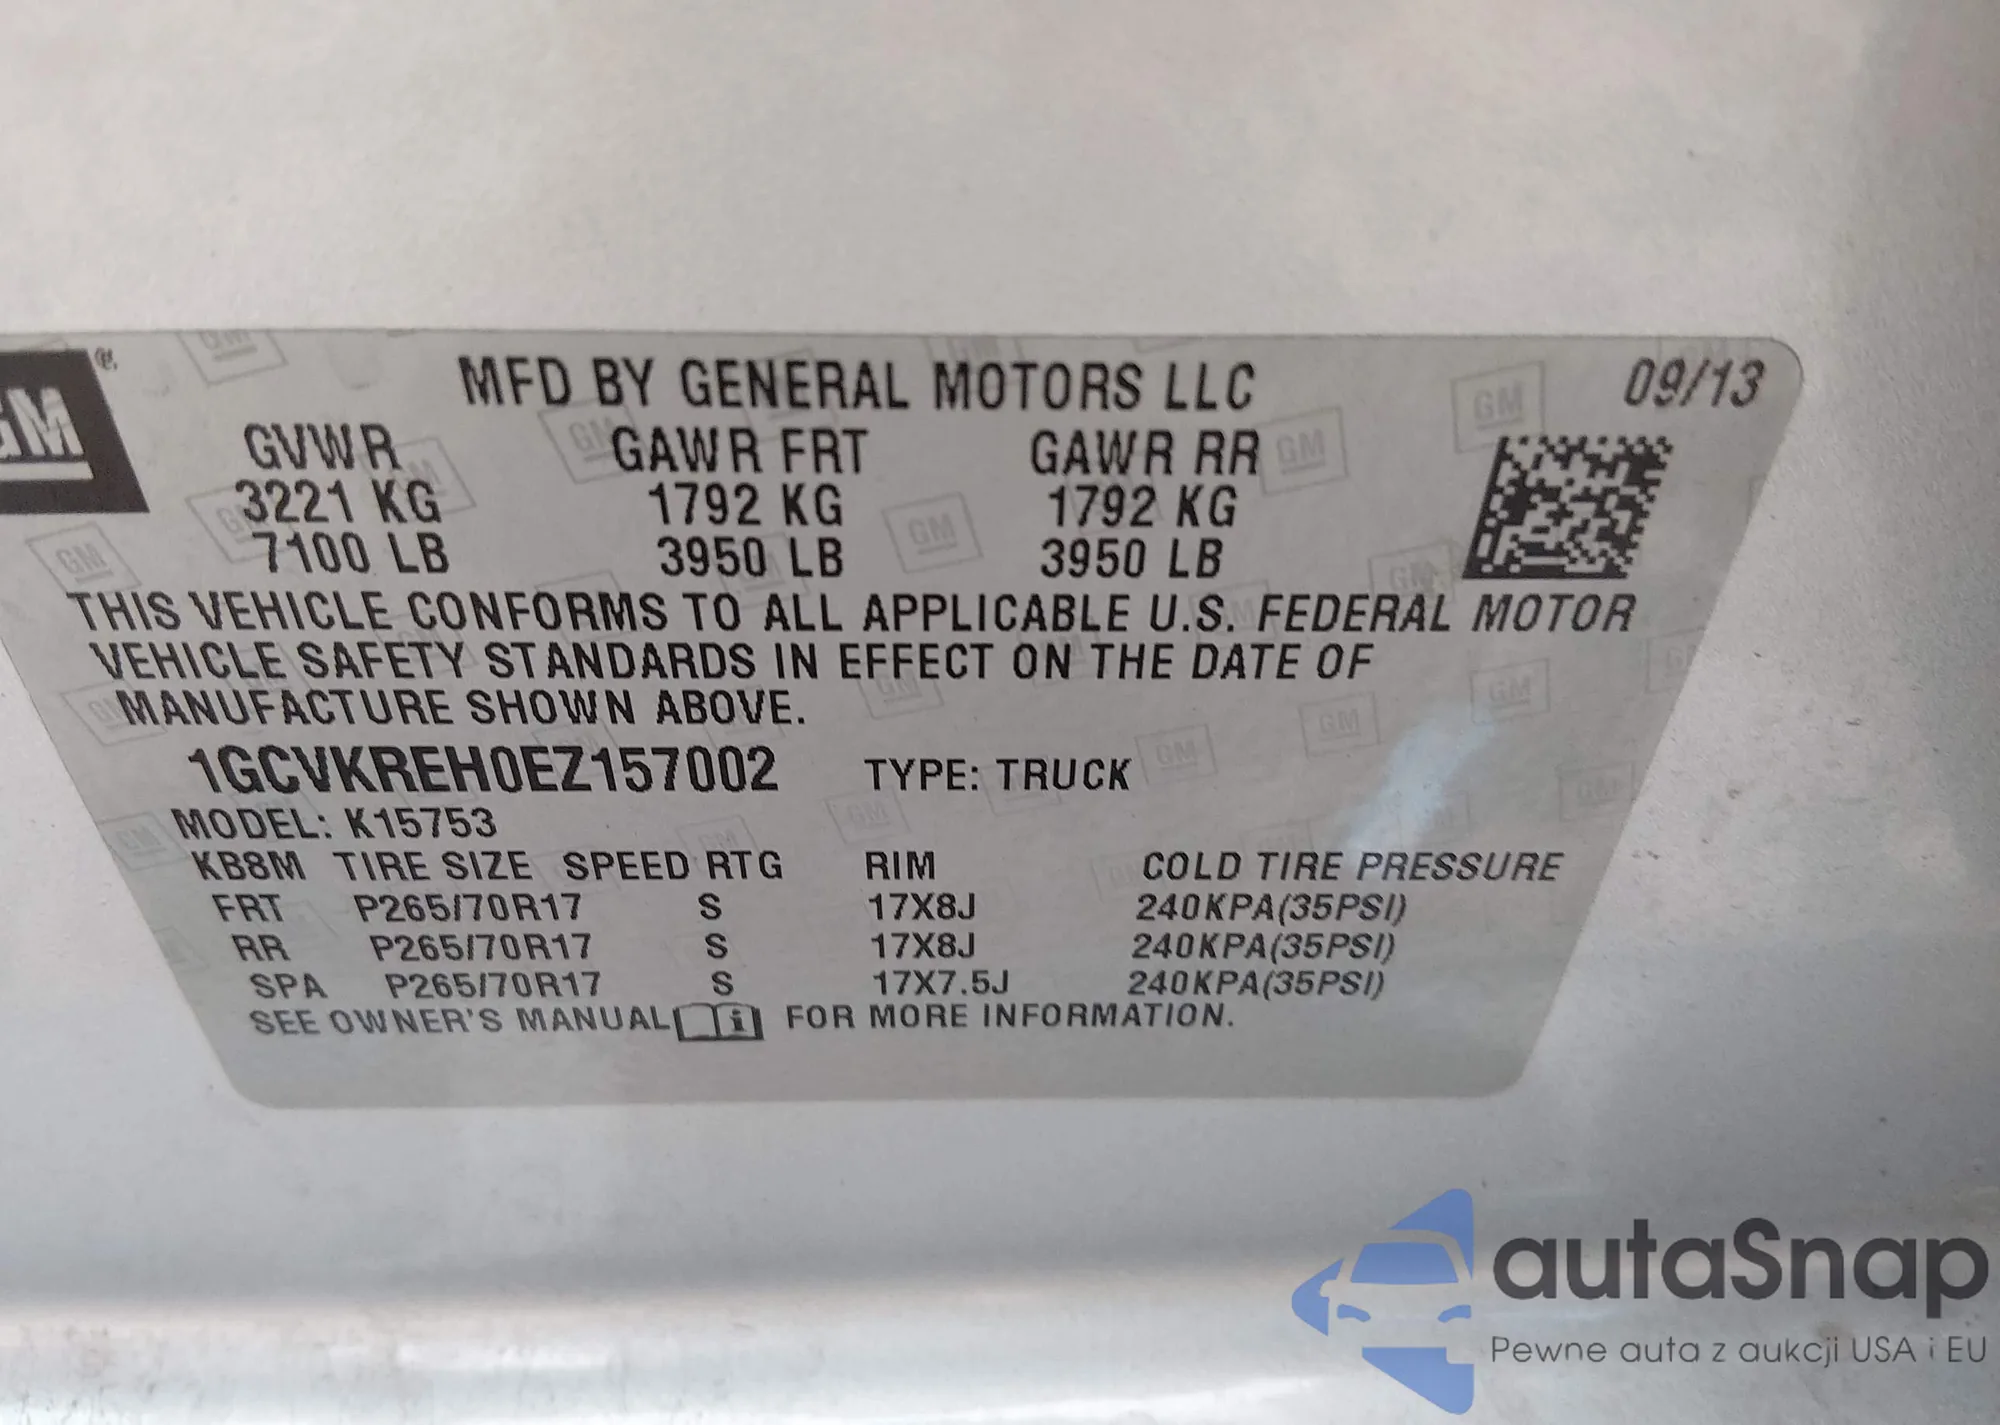 GM
MFD BY GENERAL MOTORS LLC 09/13
GVWR GAWR FRT GAWR RR
3221 KG 1792 KG 1792 KG
7100 LB 3950 LB 3950 LB
THIS VEHICLE CONFORMS TO ALL APPLICABLE U.S. FEDERAL MOTOR
VEHICLE SAFETY STANDARDS IN EFFECT ON THE DATE OF
MANUFACTURE SHOWN ABOVE.
1GCVKREH0EZ157002 TYPE: TRUCK
MODEL: K15753
KB8M TIRE SIZE SPEED RTG RIM COLD TIRE PRESSURE
FRT P265/70R17 S 17X8J 240KPA(35PSI)
RR P265/70R17 S 17X8J 240KPA(35PSI)
SPA P265/70R17 S 17X7.5J 240KPA(35PSI)
SEE OWNER'S MANUAL i FOR MORE INFORMATION.
autaSnap
Pewne auta z aukcji USA i EU